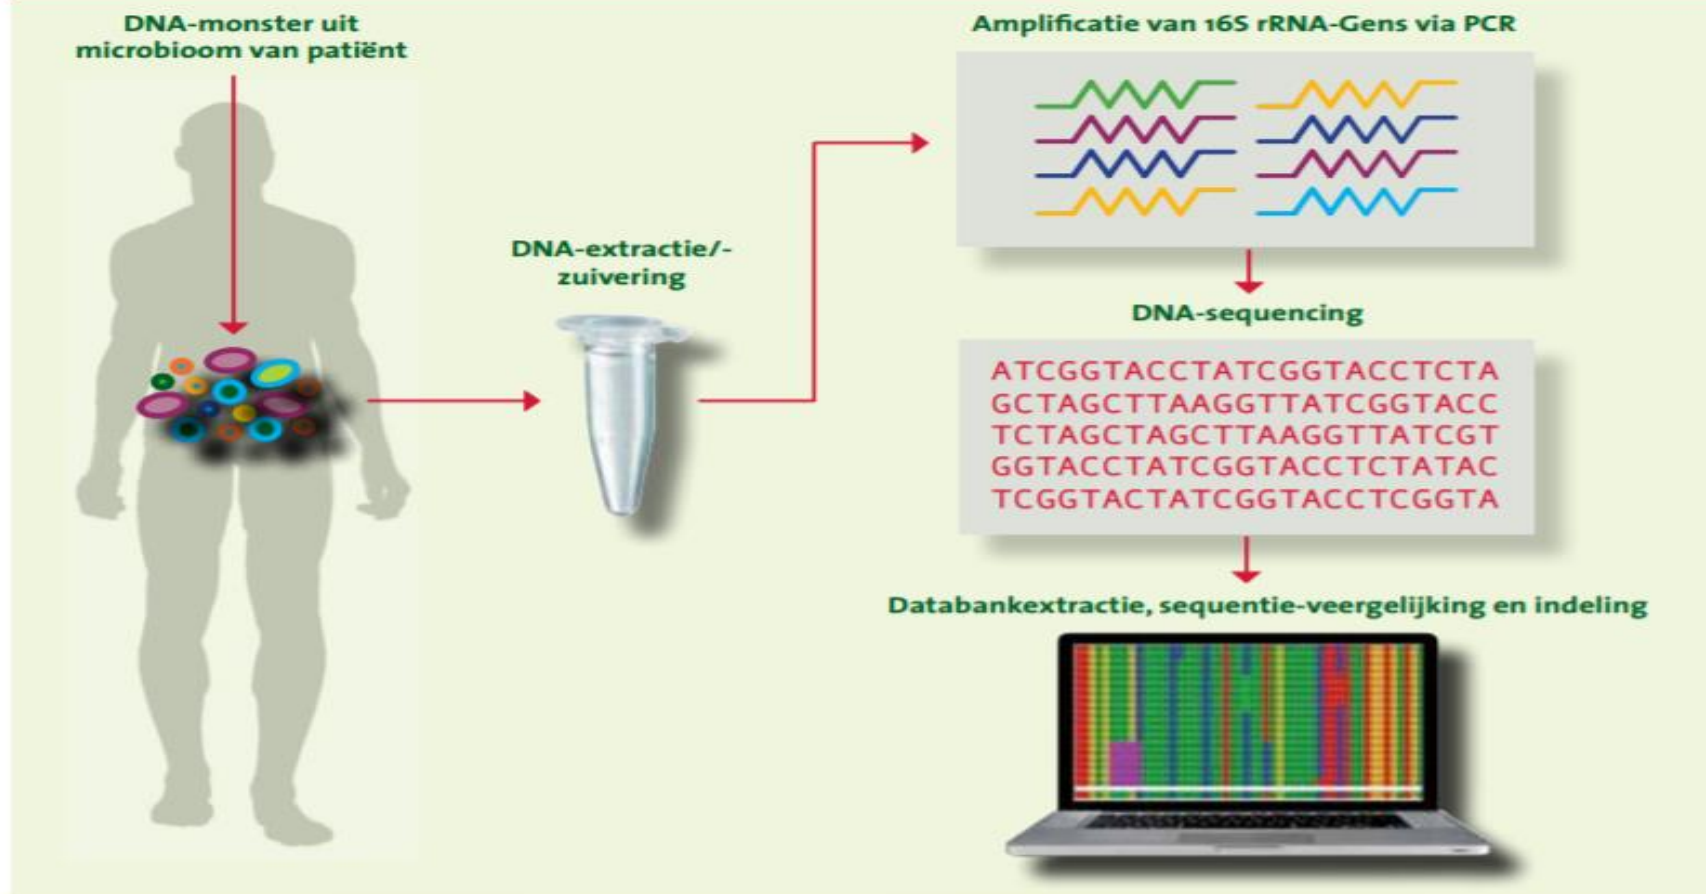 DNA-monster uit
microbioom van patiënt
DNA-extractie/-
zuivering
Amplificatie van 16S rRNA-Gens via PCR
DNA-sequencing
ATCGGTACCTATCGGTACCTCTA
GCTAGCTTAAGGTTATCGGTACC
TCTAGCTAGCTTAAGGTTATCGT
GGTACCTATCGGTACCTCTATAC
TCGGTACTATCGGTACCTCGGTA
Databankextractie, sequentie-veergelijking en indeling